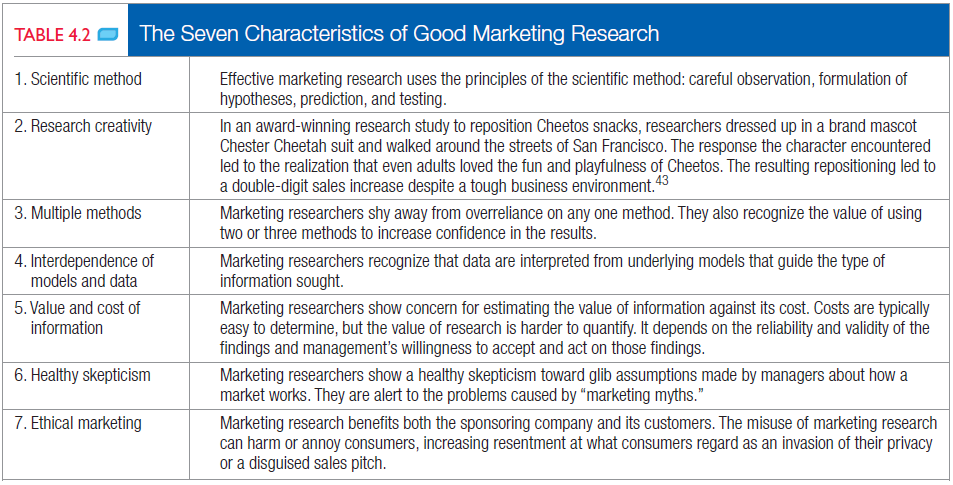 TABLE 4.2 The Seven Characteristics of Good Marketing Research
1. Scientific method Effective marketing research uses the principles of the scientific method: careful observation, formulation of
hypotheses, prediction, and testing.
2. Research creativity In an award-winning research study to reposition Cheetos snacks, researchers dressed up in a brand mascot
Chester Cheetah suit and walked around the streets of San Francisco. The response the character encountered
led to the realization that even adults loved the fun and playfulness of Cheetos. The resulting repositioning led to
a double-digit sales increase despite a tough business environment.43
3. Multiple methods Marketing researchers shy away from overreliance on any one method. They also recognize the value of using
two or three methods to increase confidence in the results.
4. Interdependence of Marketing researchers recognize that data are interpreted from underlying models that guide the type of
models and data information sought.
5. Value and cost of Marketing researchers show concern for estimating the value of information against its cost. Costs are typically
information easy to determine, but the value of research is harder to quantify. It depends on the reliability and validity of the
findings and management’s willingness to accept and act on those findings.
6. Healthy skepticism Marketing researchers show a healthy skepticism toward glib assumptions made by managers about how a
market works. They are alert to the problems caused by “marketing myths.”
7. Ethical marketing Marketing research benefits both the sponsoring company and its customers. The misuse of marketing research
can harm or annoy consumers, increasing resentment at what consumers regard as an invasion of their privacy
or a disguised sales pitch.